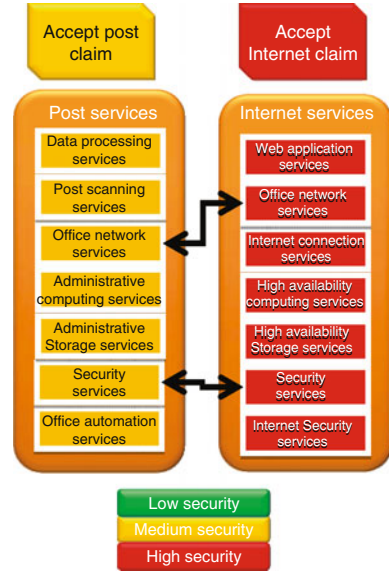 Accept post
claim
Accept
Internet claim
Post services
Data processing
services
Post scanning
services
Office network
services
Administrative
computing services
Administrative
Storage services
Security
services
Office automation
services
Internet services
Web application
services
Office network
services
Internet connection
services
High availability
computing services
High availability
Storage services
Security
services
Internet Security
services
Low security
Medium security
High security